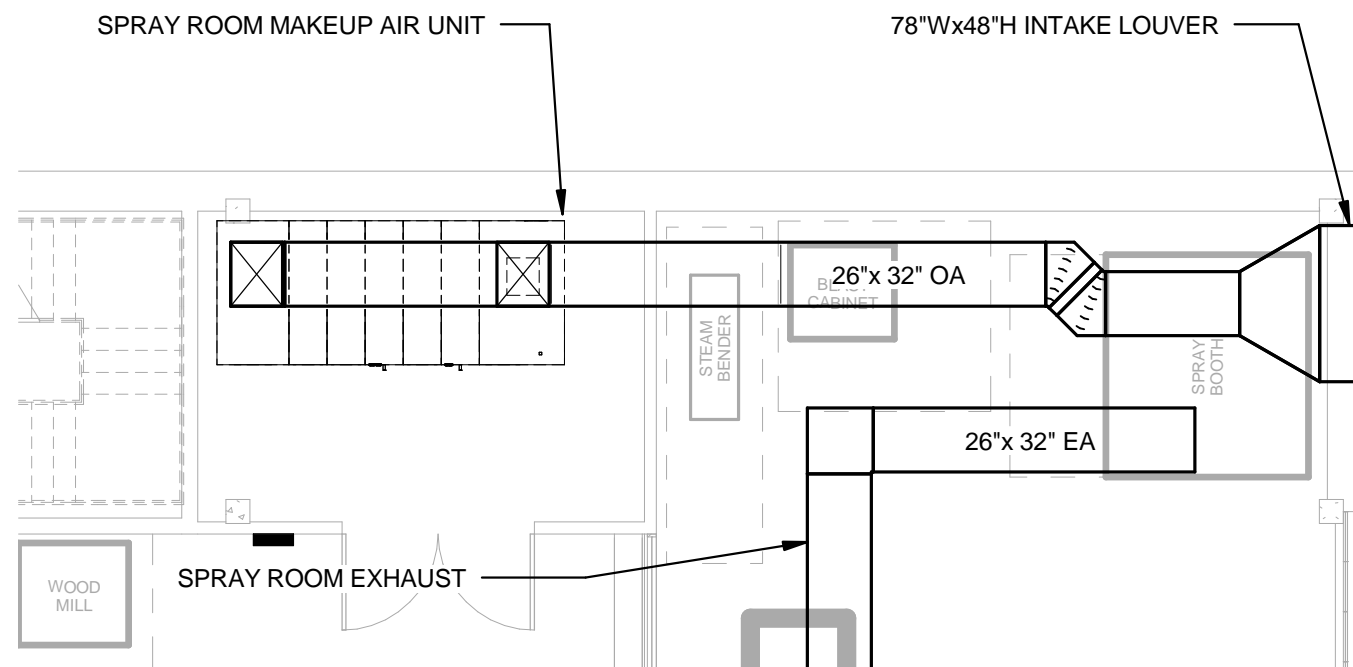 SPRAY ROOM MAKEUP AIR UNIT
78"Wx48"H INTAKE LOUVER
26"x 32" OA
BLAST
CABINET
STEAM
BENDER
SPRAY
BOOTH
26"x 32" EA
SPRAY ROOM EXHAUST
WOOD
MILL